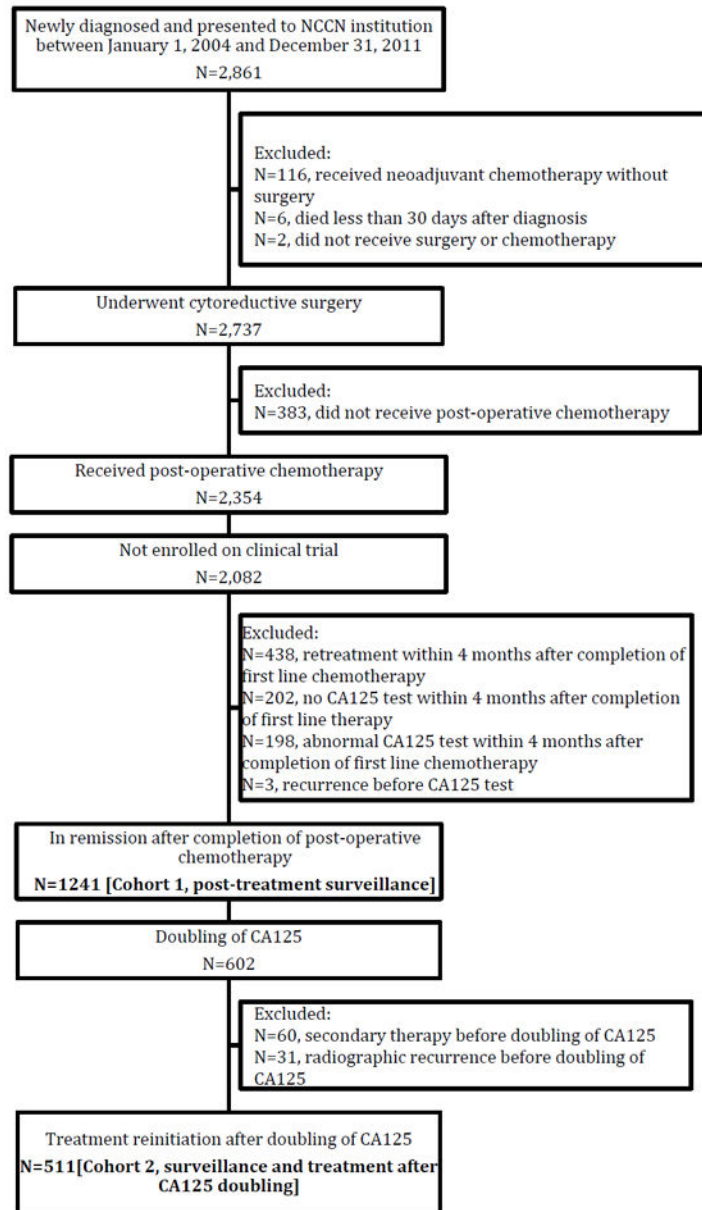 Newly diagnosed and presented to NCCN institution
between January 1, 2004 and December 31, 2011
N=2,861
Excluded:
N=116, received neoadjuvant chemotherapy without
surgery
N=6, died less than 30 days after diagnosis
N=2, did not receive surgery or chemotherapy
Underwent cytoreductive surgery
N=2,737
Excluded:
N=383, did not receive post-operative chemotherapy
Received post-operative chemotherapy
N=2,354
Not enrolled on clinical trial
N=2,082
Excluded:
N=438, retreatment within 4 months after completion of
first line chemotherapy
N=202, no CA125 test within 4 months after completion
of first line therapy
N=198, abnormal CA125 test within 4 months after
completion of first line chemotherapy
N=3, recurrence before CA125 test
In remission after completion of post-operative
chemotherapy
N=1241 [Cohort 1, post-treatment surveillance]
Doubling of CA125
N=602
Excluded:
N=60, secondary therapy before doubling of CA125
N=31, radiographic recurrence before doubling of
CA125
Treatment reinitiation after doubling of CA125
N=511[Cohort 2, surveillance and treatment after
CA125 doubling]